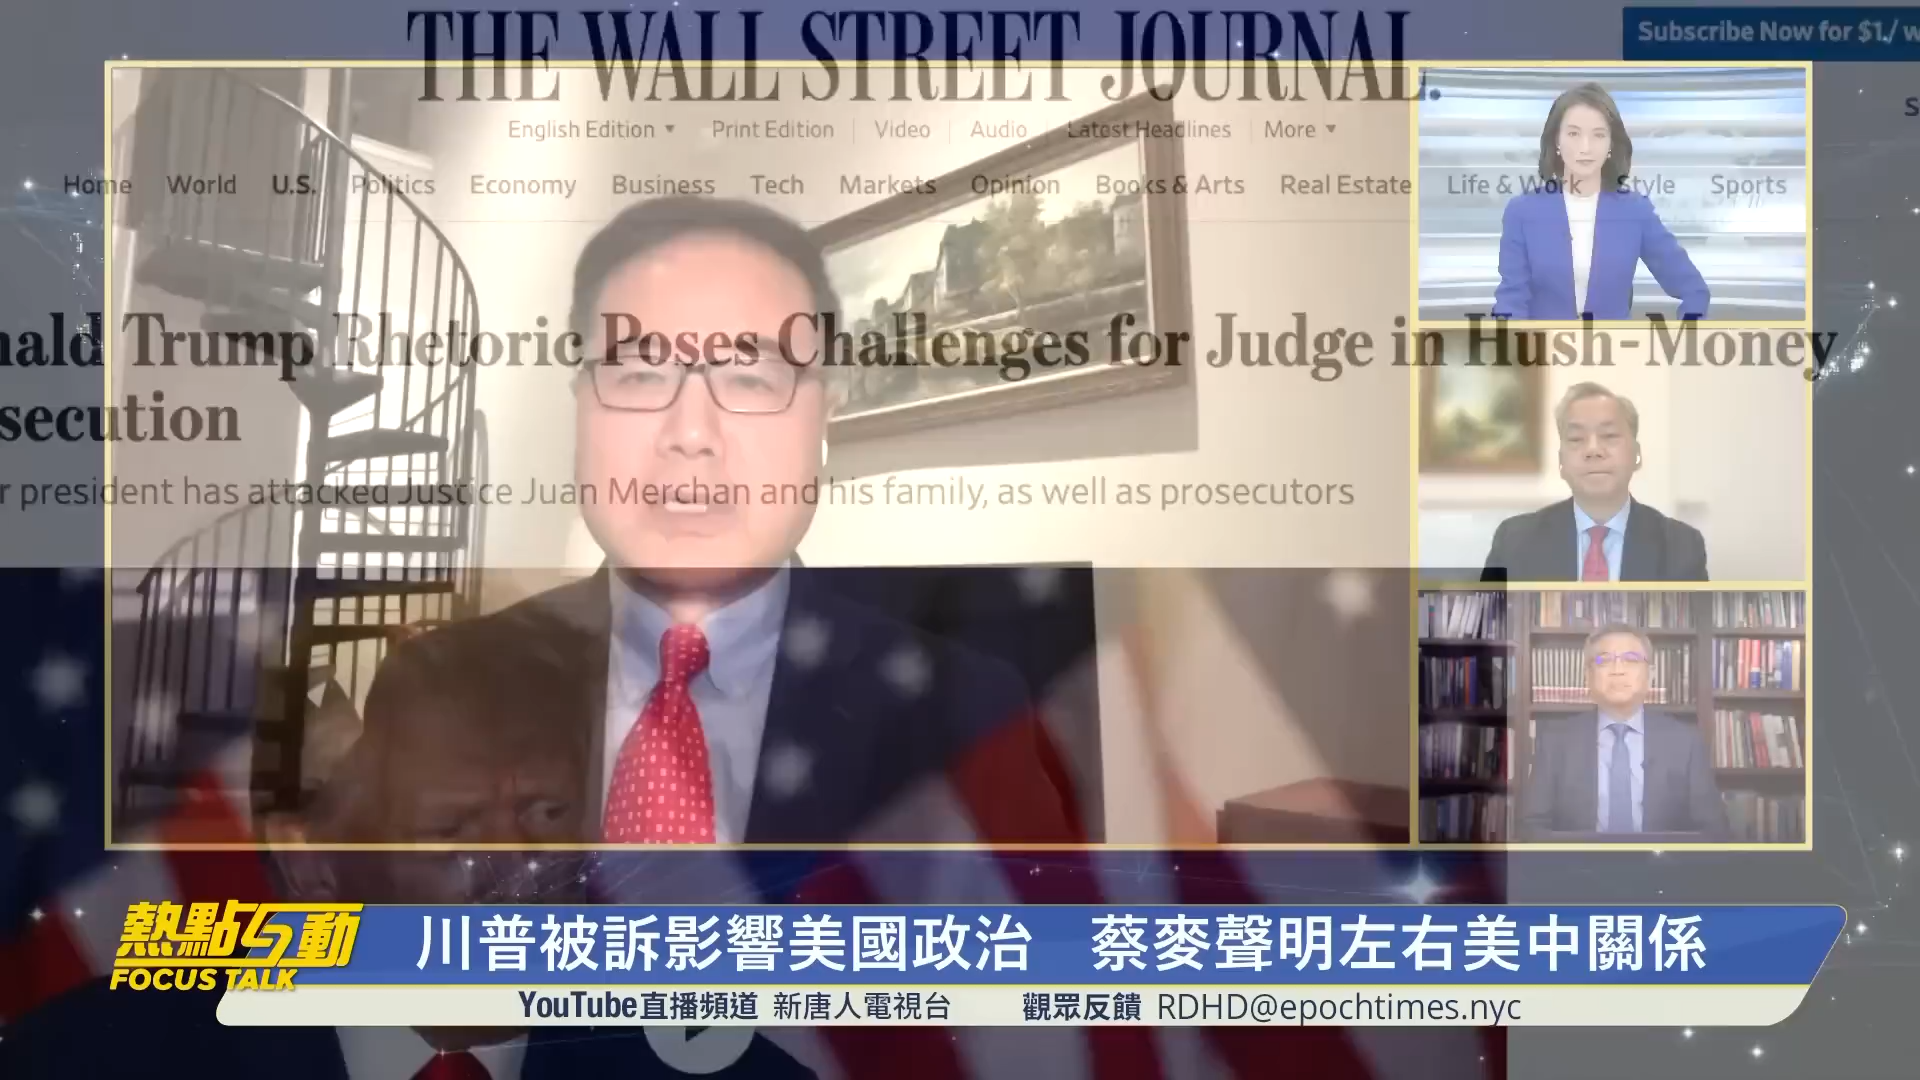 THE WALL STREET JOURNAL.
Subscribe Now for $1/ w
S
English Edition Print Edition Video Audio Latest Headlines More
Home World U.S. Politics Economy Business Tech Markets Opinion Books & Arts Real Estate Life & Work Style Sports
nald Trump Rhetoric Poses Challenges for Judge in Hush-Money
secution
r president has attacked Justice Juan Merchan and his family, as well as prosecutors
熱點互動
FOCUS TALK
川普被訴影響美國政治 蔡麥聲明左右美中關係
YouTube直播頻道 新唐人電視台 觀眾反饋 RDHD@epochtimes.nyc